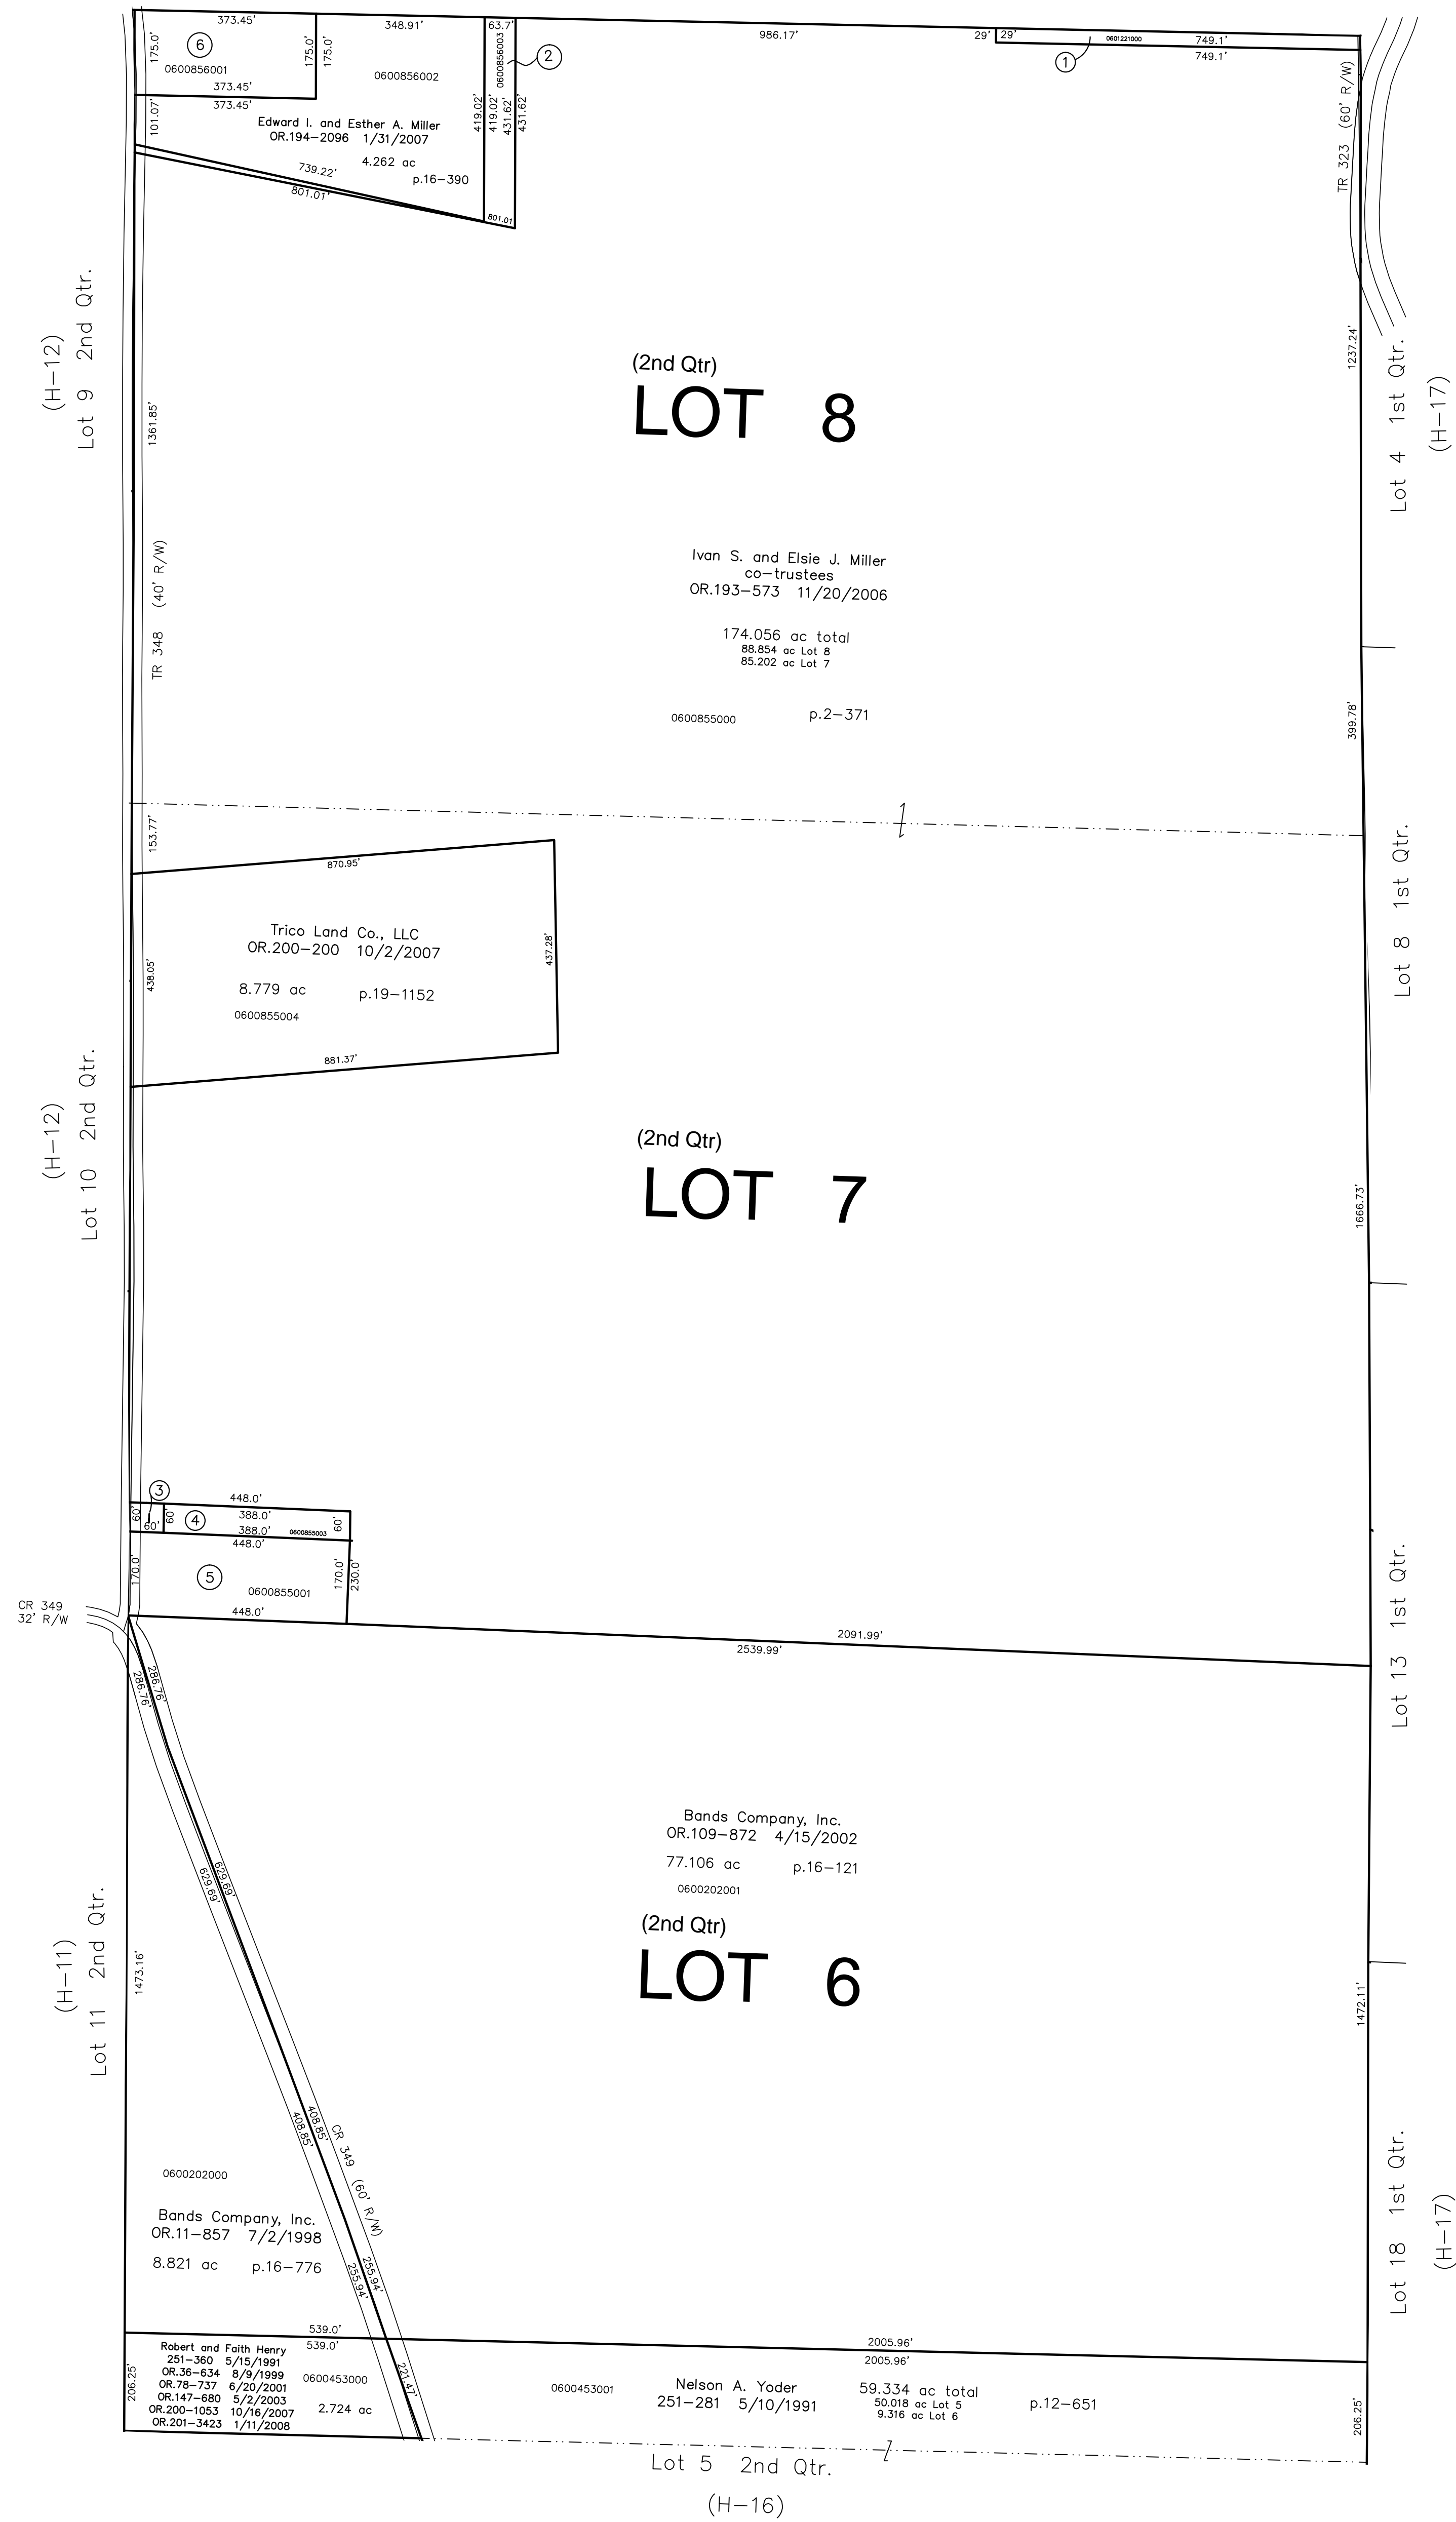 373.45'
348.91'
63.7'
986.17'
29'
29'
0601221000
749.1'
749.1'
1
175.0'
6
0600856001
175.0'
175.0'
0600856002
0600856003
2
373.45'
373.45'
101.07'
Edward I. and Esther A. Miller
OR.194-2096 1/31/2007
4.262 ac
p.16-390
419.02'
419.02'
431.62'
431.62'
739.22'
801.01'
801.01
TR 323 (60' R/W)
1237.24'
(H-12)
Lot 9 2nd Qtr.
1361.85'
TR 348 (40' R/W)
(2nd Qtr)
LOT 8
Lot 4 1st Qtr.
(H-17)
Ivan S. and Elsie J. Miller
co-trustees
OR.193-573 11/20/2006
174.056 ac total
88.854 ac Lot 8
85.202 ac Lot 7
0600855000
p.2-371
399.78'
153.77'
870.95'
Trico Land Co., LLC
OR.200-200 10/2/2007
8.779 ac
p.19-1152
0600855004
438.05'
437.28'
881.37'
Lot 8 1st Qtr.
(H-12)
Lot 10 2nd Qtr.
(2nd Qtr)
LOT 7
1666.73'
3
448.0'
60'
60'
60'
4
388.0'
60'
388.0'
0600855003
448.0'
170.0'
5
0600855001
170.0'
230.0'
448.0'
CR 349
32' R/W
2091.99'
2539.99'
Lot 13 1st Qtr.
286.76'
286.76'
629.69'
629.69'
Bands Company, Inc.
OR.109-872 4/15/2002
77.106 ac
p.16-121
0600202001
(2nd Qtr)
LOT 6
(H-11)
Lot 11 2nd Qtr.
1473.16'
1472.11'
408.85'
408.85'
CR 349 (60' R/W)
0600202000
Bands Company, Inc.
OR.11-857 7/2/1998
8.821 ac
p.16-776
255.94'
255.94'
Lot 18 1st Qtr.
(H-17)
539.0'
539.0'
2005.96'
2005.96'
206.25'
Robert and Faith Henry
251-360 5/15/1991
OR.36-634 8/9/1999
OR.78-737 6/20/2001
OR.147-680 5/2/2003
OR.200-1053 10/16/2007
OR.201-3423 1/11/2008
0600453000
2.724 ac
221.47'
0600453001
Nelson A. Yoder
251-281 5/10/1991
59.334 ac total
50.018 ac Lot 5
9.316 ac Lot 6
p.12-651
206.25'
Lot 5 2nd Qtr.
(H-16)